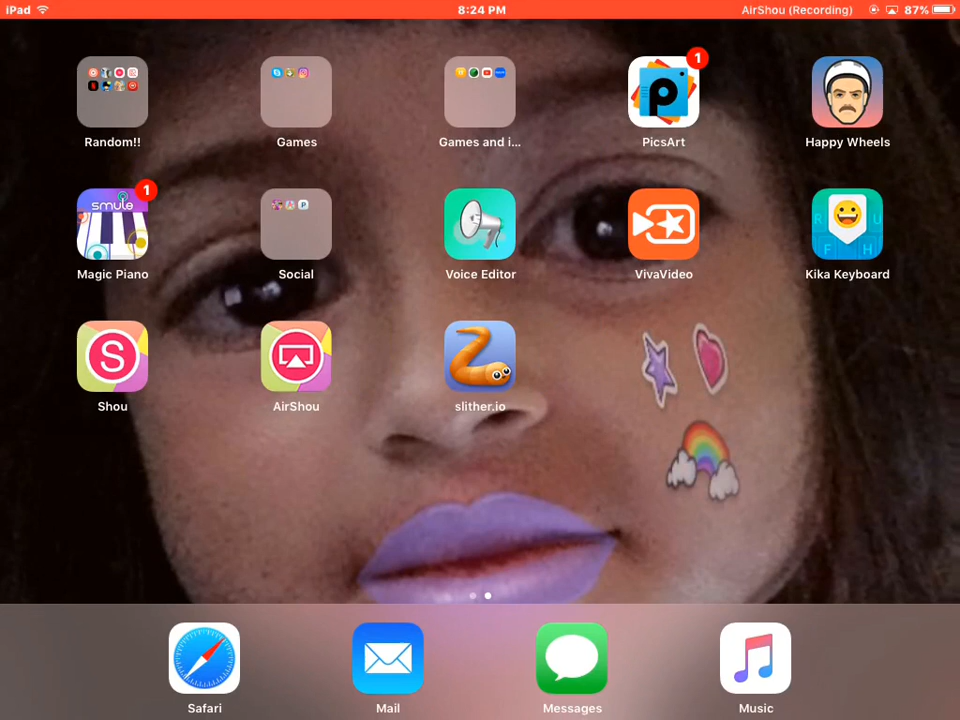 iPad 8:24 PM AirShou (Recording) 87%
1
Random!! Games Games and i... PicsArt Happy Wheels
smule 1 P R U F H
Magic Piano Social Voice Editor VivaVideo Kika Keyboard
S
Shou AirShou slither.io
Safari Mail Messages Music